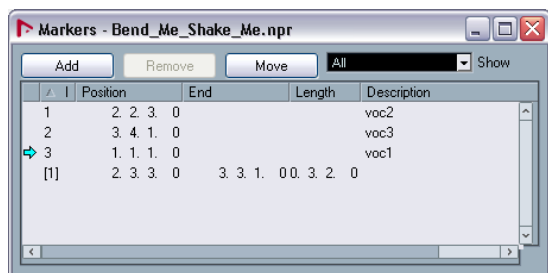 Markers - Bend_Me_Shake_Me.npr
Add Remove Move All Show
I Position End Length Description
1 2. 2. 3. 0 voc2
2 3. 4. 1. 0 voc3
3 1. 1. 1. 0 voc1
[1] 2. 3. 3. 0 3. 3. 1. 0 0. 3. 2. 0